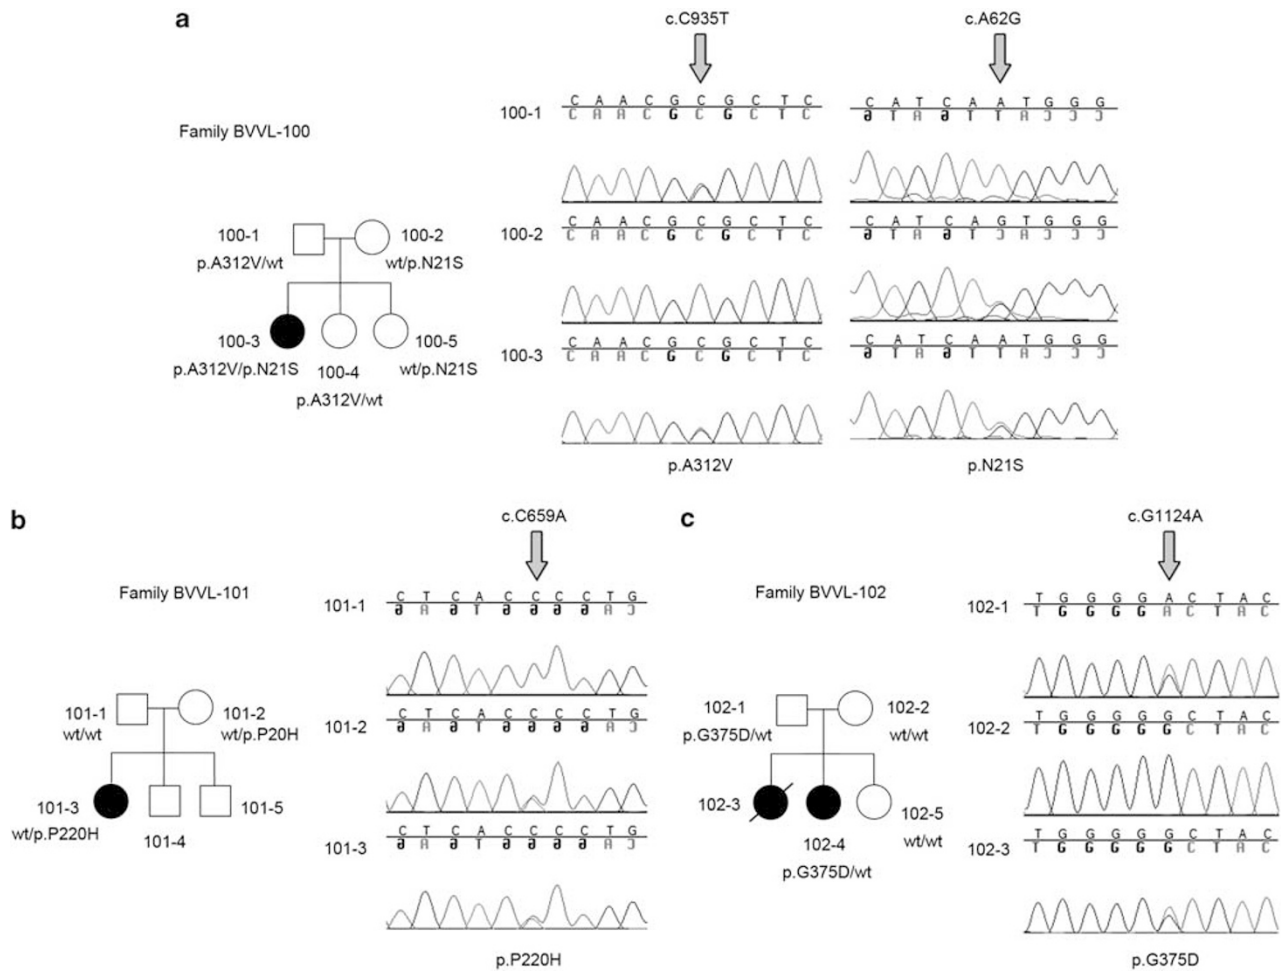 a
c.C935T
c.A62G
Family BVVL-100
100-1
C A A C G C G C T C
C A A C G C G C T C
C A T C A A T G G G
G T A G T T A C C C
100-2
C A A C G C G C T C
C A A C G C G C T C
C A T C A G T G G G
G T A G T C A C C C
100-3
C A A C G C G C T C
C A A C G C G C T C
C A T C A A T G G G
G T A G T T A C C C
p.A312V
p.N21S
100-1
p.A312V/wt
100-2
wt/p.N21S
100-3
p.A312V/p.N21S
100-4
p.A312V/wt
100-5
wt/p.N21S
b
c.C659A
Family BVVL-101
101-1
C T C A C C C C T G
G A G T G G G G A C
101-2
C T C A C C C C T G
G A G T G G G G A C
101-3
C T C A C C C C T G
G A G T G G G G A C
p.P220H
101-1
wt/wt
101-2
wt/p.P20H
101-3
wt/p.P220H
101-4
101-5
c
c.G1124A
Family BVVL-102
102-1
T G G G G A C T A C
T G G G G A C T A C
102-2
T G G G G G C T A C
T G G G G G C T A C
102-3
T G G G G G C T A C
T G G G G G C T A C
p.G375D
102-1
p.G375D/wt
102-2
wt/wt
102-3
102-4
p.G375D/wt
102-5
wt/wt